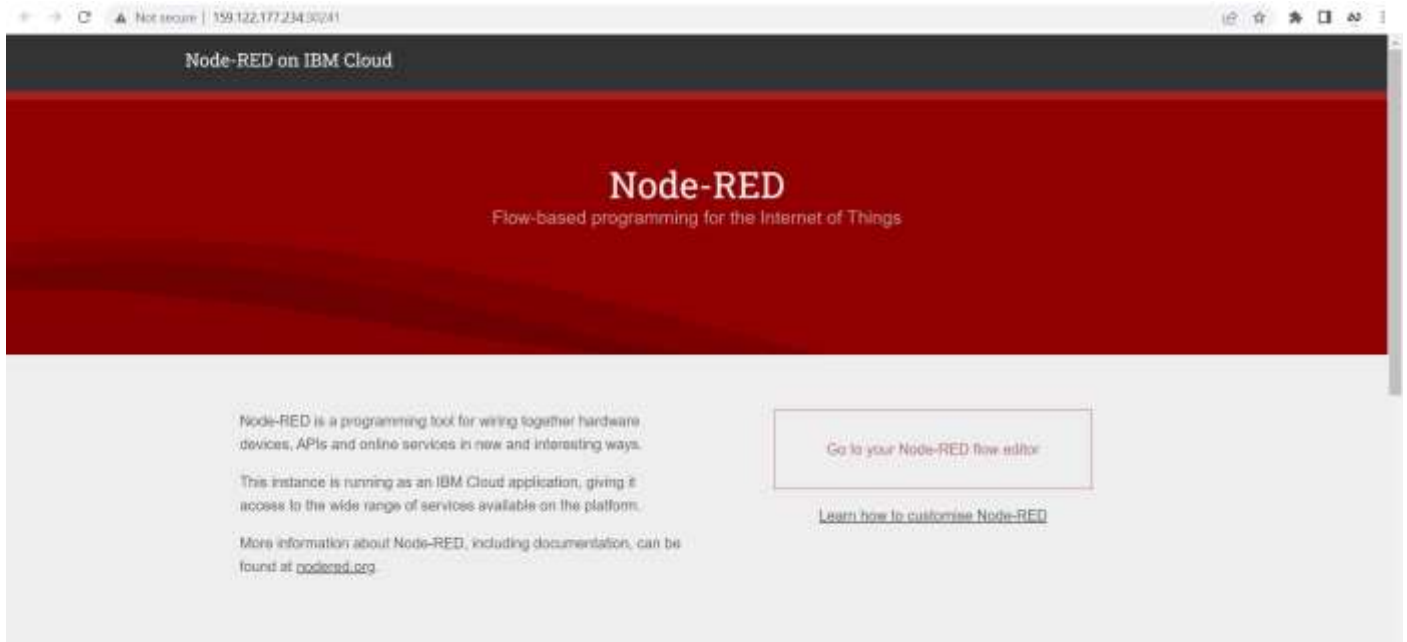 Not secure | 159.122.177.234:30241
Node-RED on IBM Cloud
Node-RED
Flow-based programming for the Internet of Things
Node-RED is a programming tool for wiring together hardware
devices, APIs and online services in new and interesting ways.
This instance is running as an IBM Cloud application, giving it
access to the wide range of services available on the platform.
More information about Node-RED, including documentation, can be
found at nodered.org.
Go to your Node-RED flow editor
Learn how to customise Node-RED